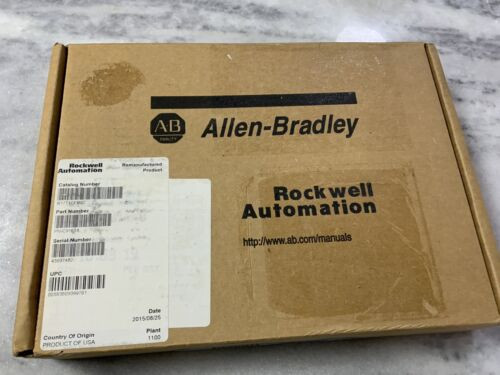 AB
QUALITY
Allen-Bradley
Rockwell
Automation
http://www.ab.com/manuals
Rockwell Automation
Remanufactured Product
Catalog Number
Part Number
Serial Number
UPC
Date
2015/08/25
Country Of Origin
PRODUCT OF USA
Plant
1100